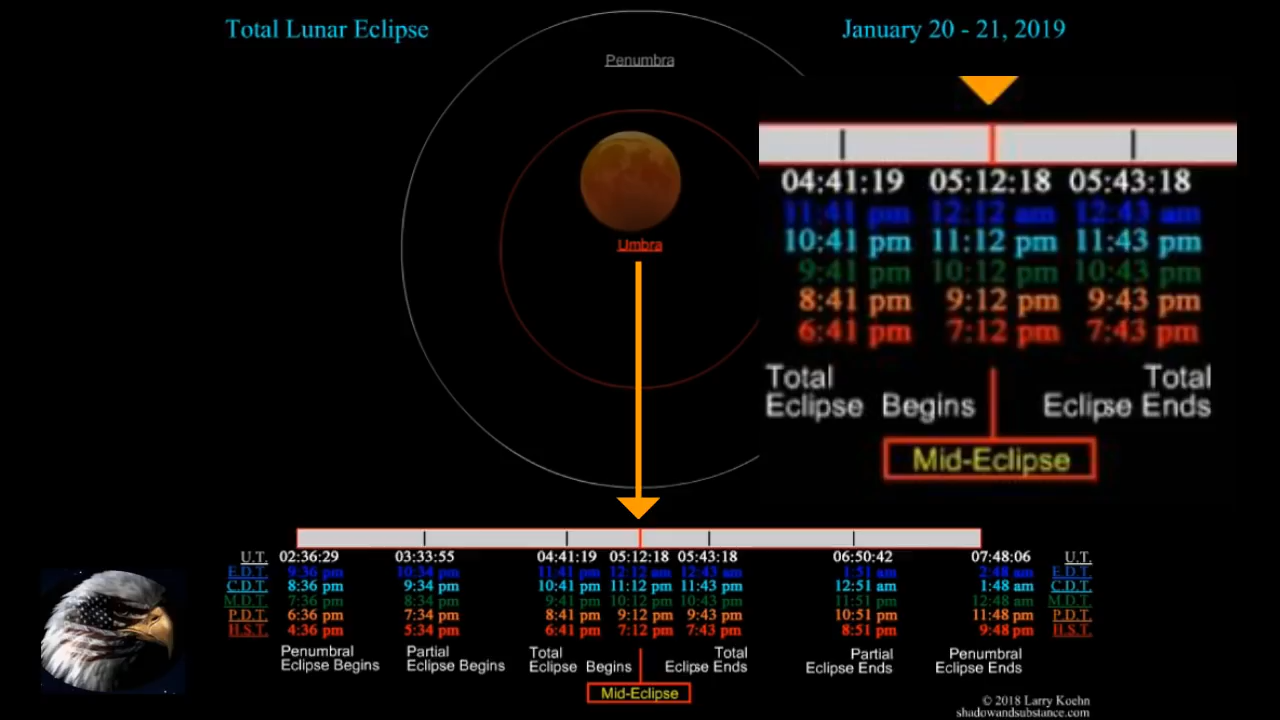 Total Lunar Eclipse
January 20 - 21, 2019
Penumbra
Umbra
04:41:19 05:12:18 05:43:18
11:41 pm 12:12 am 12:43 am
10:41 pm 11:12 pm 11:43 pm
9:41 pm 10:12 pm 10:43 pm
8:41 pm 9:12 pm 9:43 pm
6:41 pm 7:12 pm 7:43 pm
Total
Eclipse Begins
Total
Eclipse Ends
Mid-Eclipse
U.T. 02:36:29 03:33:55 04:41:19 05:12:18 05:43:18 06:50:42 07:48:06 U.T.
E.D.T. 9:36 pm 10:34 pm 11:41 pm 12:12 am 12:43 am 1:51 am 2:48 am E.D.T.
C.D.T. 8:36 pm 9:34 pm 10:41 pm 11:12 pm 11:43 pm 12:51 am 1:48 am C.D.T.
M.D.T. 7:36 pm 8:34 pm 9:41 pm 10:12 pm 10:43 pm 11:51 pm 12:48 am M.D.T.
P.D.T. 6:36 pm 7:34 pm 8:41 pm 9:12 pm 9:43 pm 10:51 pm 11:48 pm P.D.T.
H.S.T. 4:36 pm 5:34 pm 6:41 pm 7:12 pm 7:43 pm 8:51 pm 9:48 pm H.S.T.
Penumbral
Eclipse Begins
Partial
Eclipse Begins
Total
Eclipse Begins
Total
Eclipse Ends
Partial
Eclipse Ends
Penumbral
Eclipse Ends
Mid-Eclipse
© 2018 Larry Koehn
shadowandsubstance.com